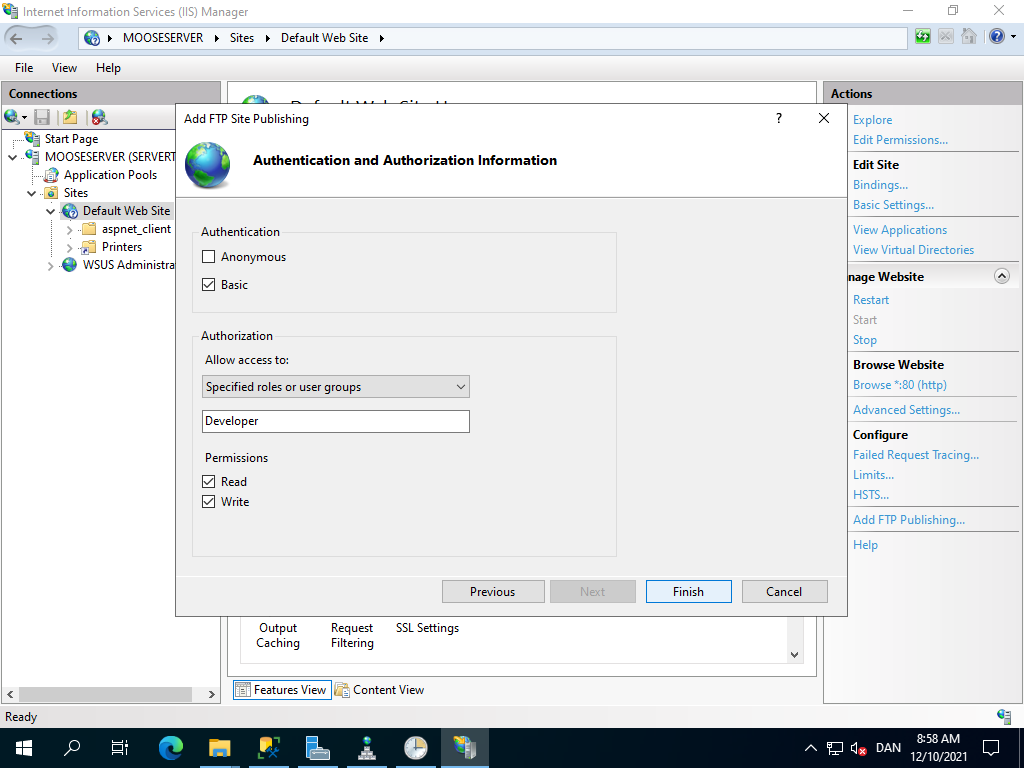 Internet Information Services (IIS) Manager
MOOSESERVER
Sites
Default Web Site
File
View
Help
Connections
Start Page
MOOSESERVER (SERVERT
Application Pools
Sites
Default Web Site
aspnet_client
Printers
WSUS Administra
Add FTP Site Publishing
?
Authentication and Authorization Information
Authentication
Anonymous
Basic
Authorization
Allow access to:
Specified roles or user groups
Developer
Permissions
Read
Write
Previous
Next
Finish
Cancel
Output
Caching
Request
Filtering
SSL Settings
Features View
Content View
Actions
Explore
Edit Permissions...
Edit Site
Bindings...
Basic Settings...
View Applications
View Virtual Directories
nage Website
Restart
Start
Stop
Browse Website
Browse *:80 (http)
Advanced Settings...
Configure
Failed Request Tracing...
Limits...
HSTS...
Add FTP Publishing...
Help
Ready
DAN
8:58 AM
12/10/2021